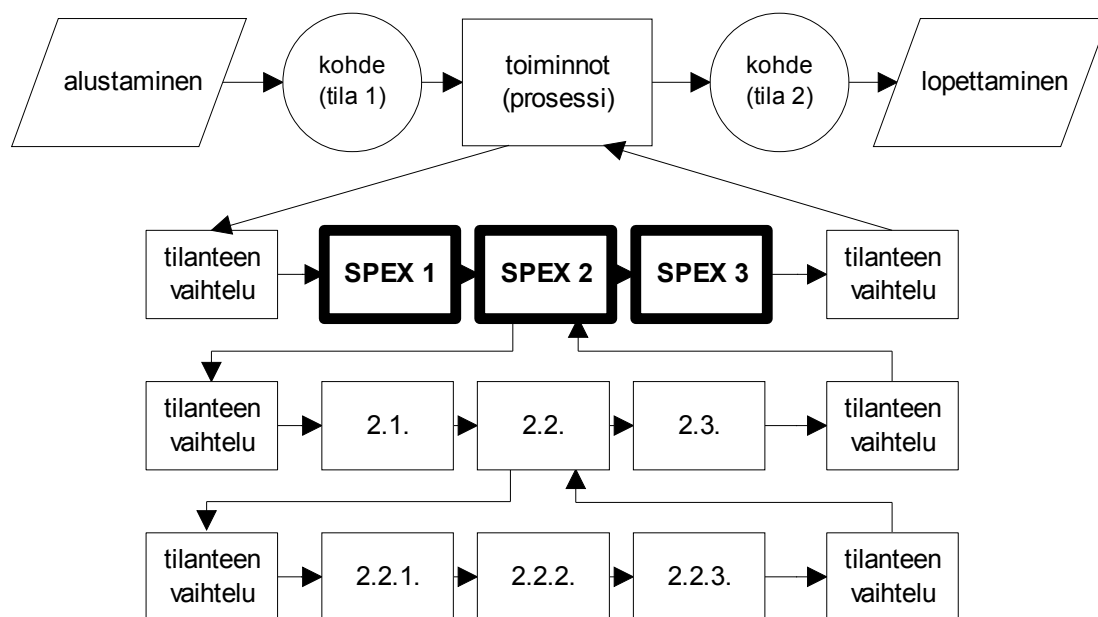 alustaminen
kohde
(tila 1)
toiminnot
(prosessi)
kohde
(tila 2)
lopettaminen
tilanteen
vaihtelu
SPEX 1
SPEX 2
SPEX 3
tilanteen
vaihtelu
tilanteen
vaihtelu
2.1.
2.2.
2.3.
tilanteen
vaihtelu
tilanteen
vaihtelu
2.2.1.
2.2.2.
2.2.3.
tilanteen
vaihtelu